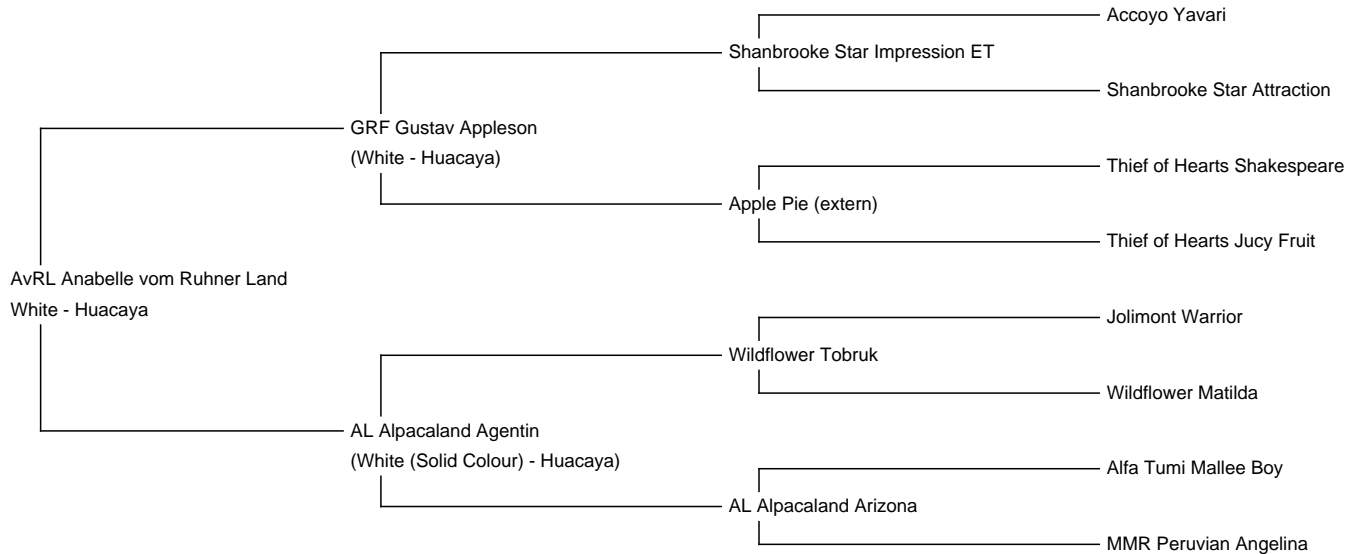 Accoyo Yavari
Shanbrooke Star Impression ET
Shanbrooke Star Attraction
GRF Gustav Appleson
(White - Huacaya)
Thief of Hearts Shakespeare
Apple Pie (extern)
Thief of Hearts Jucy Fruit
AvRL Anabelle vom Ruhner Land
White - Huacaya
Jolimont Warrior
Wildflower Tobruk
Wildflower Matilda
AL Alpacaland Agentin
(White (Solid Colour) - Huacaya)
Alfa Tumi Mallee Boy
AL Alpacaland Arizona
MMR Peruvian Angelina